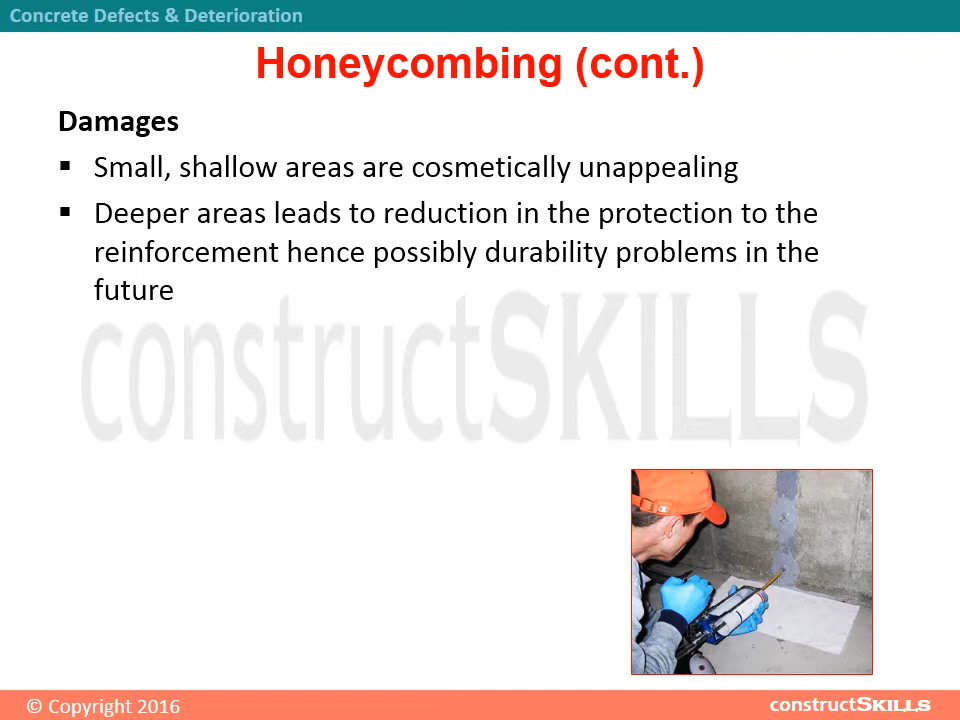 Concrete Defects & Deterioration
Honeycombing (cont.)
Damages
▪ Small, shallow areas are cosmetically unappealing
▪ Deeper areas leads to reduction in the protection to the
reinforcement hence possibly durability problems in the
future
constructSKILLS
© Copyright 2016
constructSKILLS